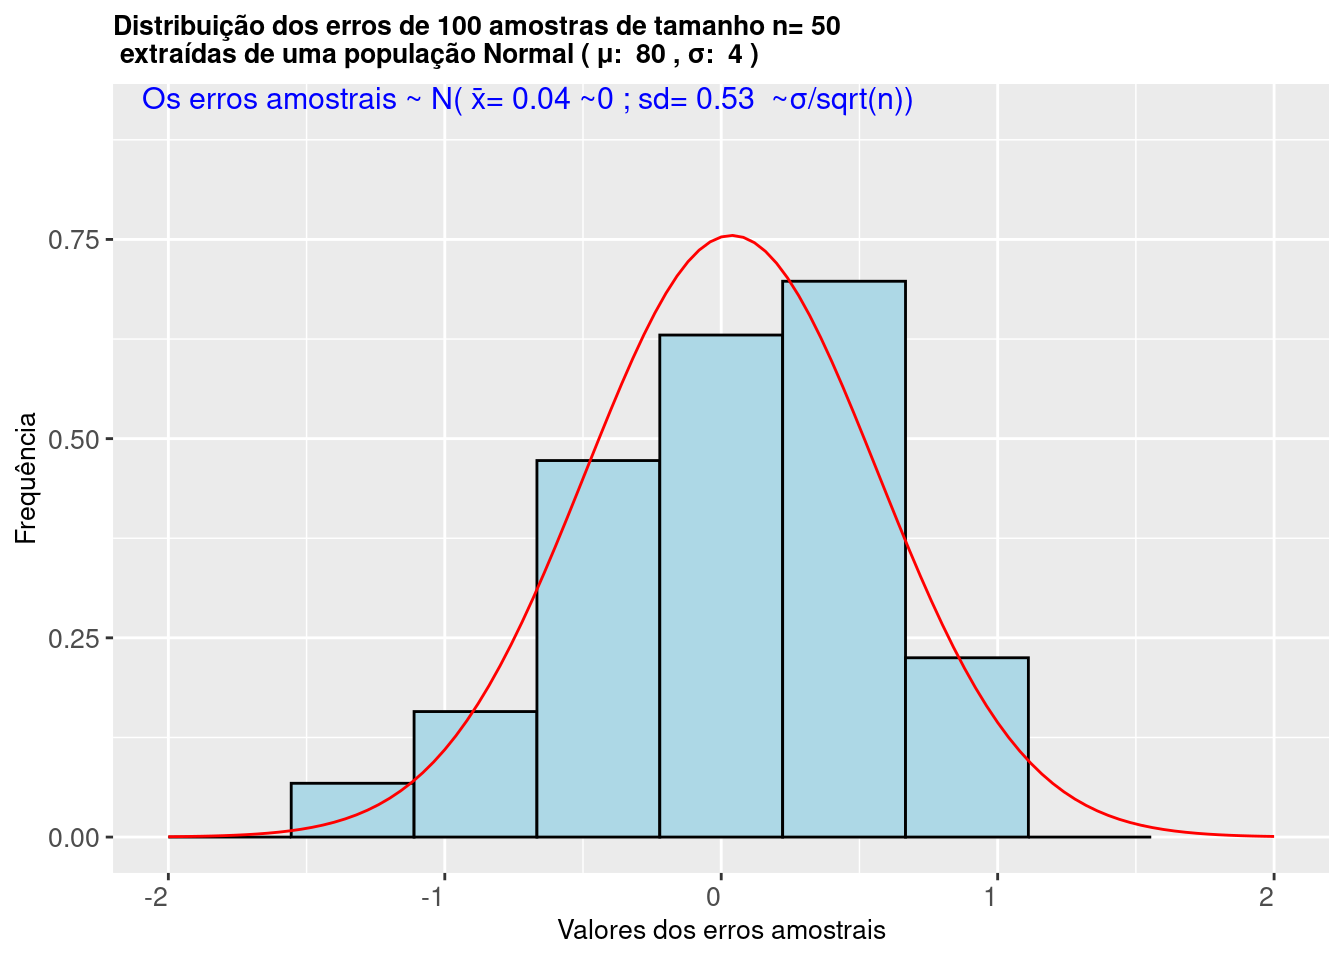 Distribuição dos erros de 100 amostras de tamanho n= 50
extraídas de uma população Normal ( μ:  80 , σ:  4 )
Os erros amostrais ~ N( x̄= 0.04 ~0 ; sd= 0.53  ~σ/sqrt(n))
Frequência
0.75
0.50
0.25
0.00
-2
-1
0
1
2
Valores dos erros amostrais